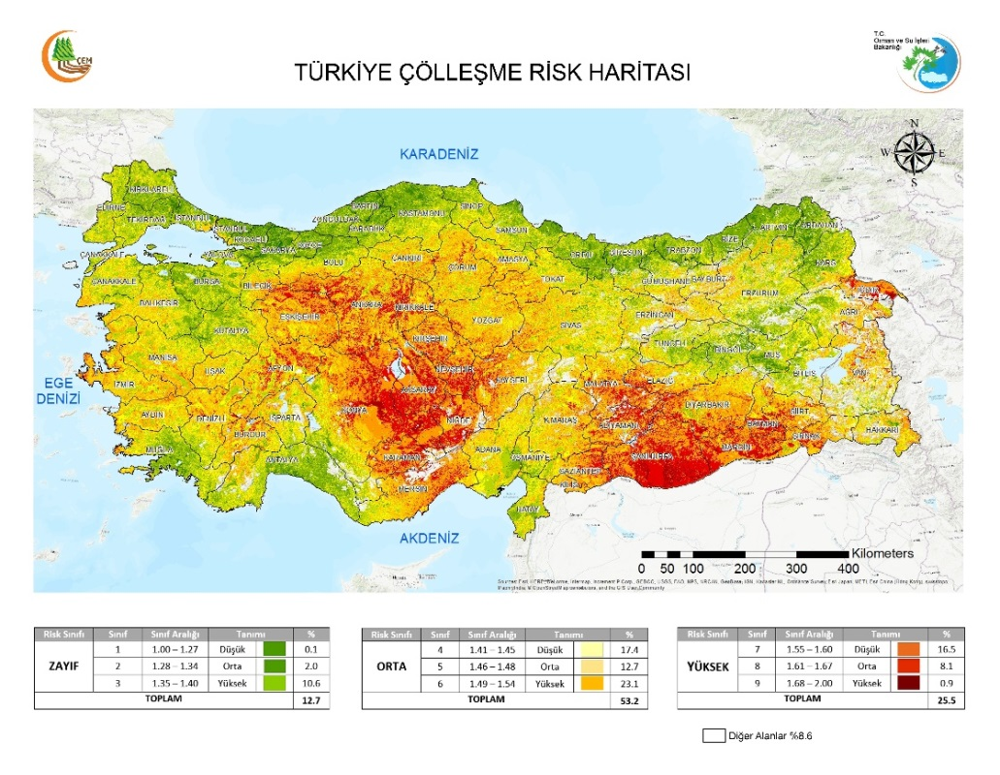 ÇEM
T.C.
Orman ve Su İşleri
Bakanlığı
TÜRKİYE ÇÖLLEŞME RİSK HARİTASI
N
W E
S
KARADENİZ
KIRKLARELİ
EDİRNE
TEKİRDAĞ
İSTANBUL
İSTANBUL
KOCAELİ
YALOVA
SAKARYA
DÜZCE
ZONGULDAK
BARTIN
KARABÜK
KASTAMONU
SİNOP
SAMSUN
ORDU
GİRESUN
TRABZON
RİZE
ARTVİN
ARDAHAN
KARS
ÇANAKKALE
ÇANAKKALE
BALIKESİR
BURSA
BİLECİK
BOLU
ÇANKIRI
ÇORUM
AMASYA
TOKAT
GÜMÜŞHANE
BAYBURT
ERZURUM
IĞDIR
AĞRI
ESKİŞEHİR
ANKARA
KIRIKKALE
YOZGAT
SİVAS
ERZİNCAN
KÜTAHYA
KIRŞEHİR
TUNCELİ
BİNGÖL
MUŞ
BİTLİS
VAN
MANİSA
UŞAK
AFYON
NEVŞEHİR
KAYSERİ
MALATYA
ELAZIĞ
EGE
DENİZİ
İZMİR
AKSARAY
DİYARBAKIR
SİİRT
AYDIN
DENİZLİ
ISPARTA
KONYA
NİĞDE
K.MARAŞ
ADIYAMAN
BATMAN
ŞIRNAK
HAKKARİ
BURDUR
MUĞLA
ANTALYA
KARAMAN
ADANA
OSMANİYE
GAZİANTEP
ŞANLIURFA
MARDİN
MERSİN
KİLİS
HATAY
AKDENİZ
Kilometers
0 50 100 200 300 400
Risk Sınıfı Sınıf Sınıf Aralığı Tanımı %
ZAYIF
1 1.00 – 1.27 Düşük 0.1
2 1.28 – 1.34 Orta 2.0
3 1.35 – 1.40 Yüksek 10.6
TOPLAM 12.7
Risk Sınıfı Sınıf Sınıf Aralığı Tanımı %
ORTA
4 1.41 – 1.45 Düşük 17.4
5 1.46 – 1.48 Orta 12.7
6 1.49 – 1.54 Yüksek 23.1
TOPLAM 53.2
Risk Sınıfı Sınıf Sınıf Aralığı Tanımı %
YÜKSEK
7 1.55 – 1.60 Düşük 16.5
8 1.61 – 1.67 Orta 8.1
9 1.68 – 2.00 Yüksek 0.9
TOPLAM 25.5
Diğer Alanlar %8.6